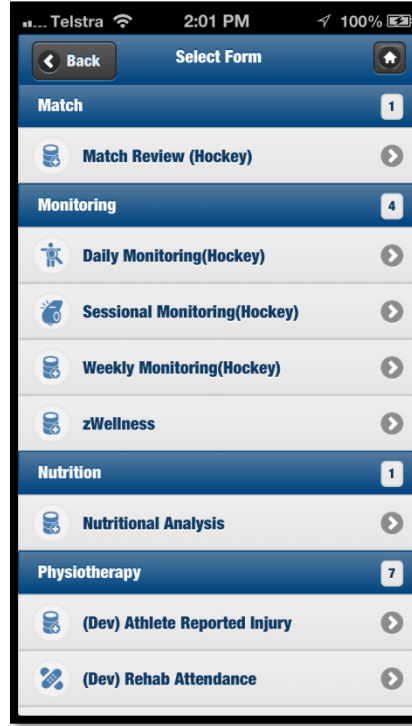 Telstra 2:01 PM 100%
Back Select Form
Match 1
Match Review (Hockey)
Monitoring 4
Daily Monitoring(Hockey)
Sessional Monitoring(Hockey)
Weekly Monitoring(Hockey)
zWellness
Nutrition 1
Nutritional Analysis
Physiotherapy 7
(Dev) Athlete Reported Injury
(Dev) Rehab Attendance